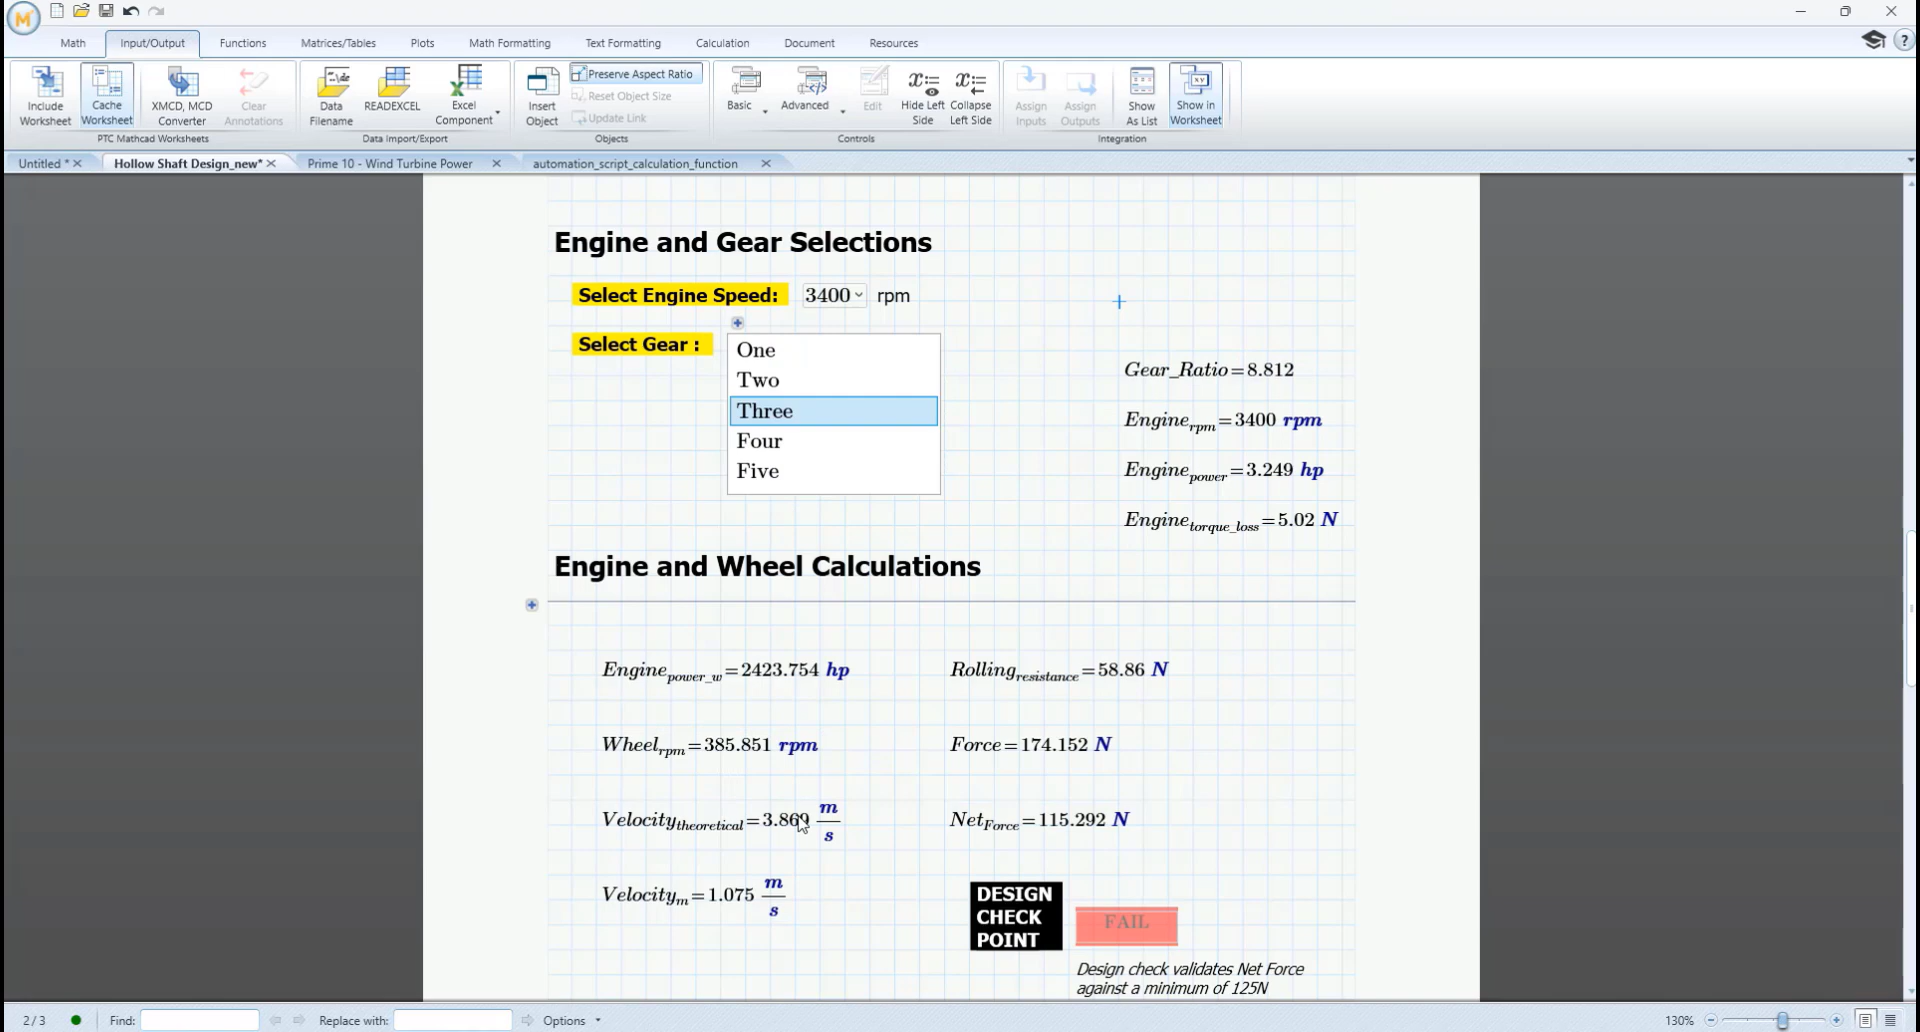 Math Input/Output Functions Matrices/Tables Plots Math Formatting Text Formatting Calculation Document Resources
Include Worksheet
Cache Worksheet
XMCD, MCD Converter
Clear Annotations
PTC Mathcad Worksheets
Data Filename
READEXCEL
Excel Component
Data Import/Export
Insert Object
Preserve Aspect Ratio
Reset Object Size
Update Link
Objects
Basic
Advanced
Edit
Hide Left Side
Collapse Left Side
Controls
Assign Inputs
Assign Outputs
Show As List
Show in Worksheet
Integration
Untitled * Hollow Shaft Design_new* Prime 10 - Wind Turbine Power automation_script_calculation_function
Engine and Gear Selections
Select Engine Speed: 3400 rpm
Select Gear :
One
Two
Three
Four
Five
Gear_Ratio=8.812
Engine rpm=3400 rpm
Engine power=3.249 hp
Engine torque_loss=5.02 N
Engine and Wheel Calculations
Engine power_w=2423.754 hp
Rolling resistance=58.86 N
Wheel rpm=385.851 rpm
Force=174.152 N
Velocity theoretical=3.869 m/s
Net Force=115.292 N
Velocity m=1.075 m/s
DESIGN
CHECK
POINT
FAIL
Design check validates Net Force
against a minimum of 125N
2/3 Find: Replace with: Options 130%